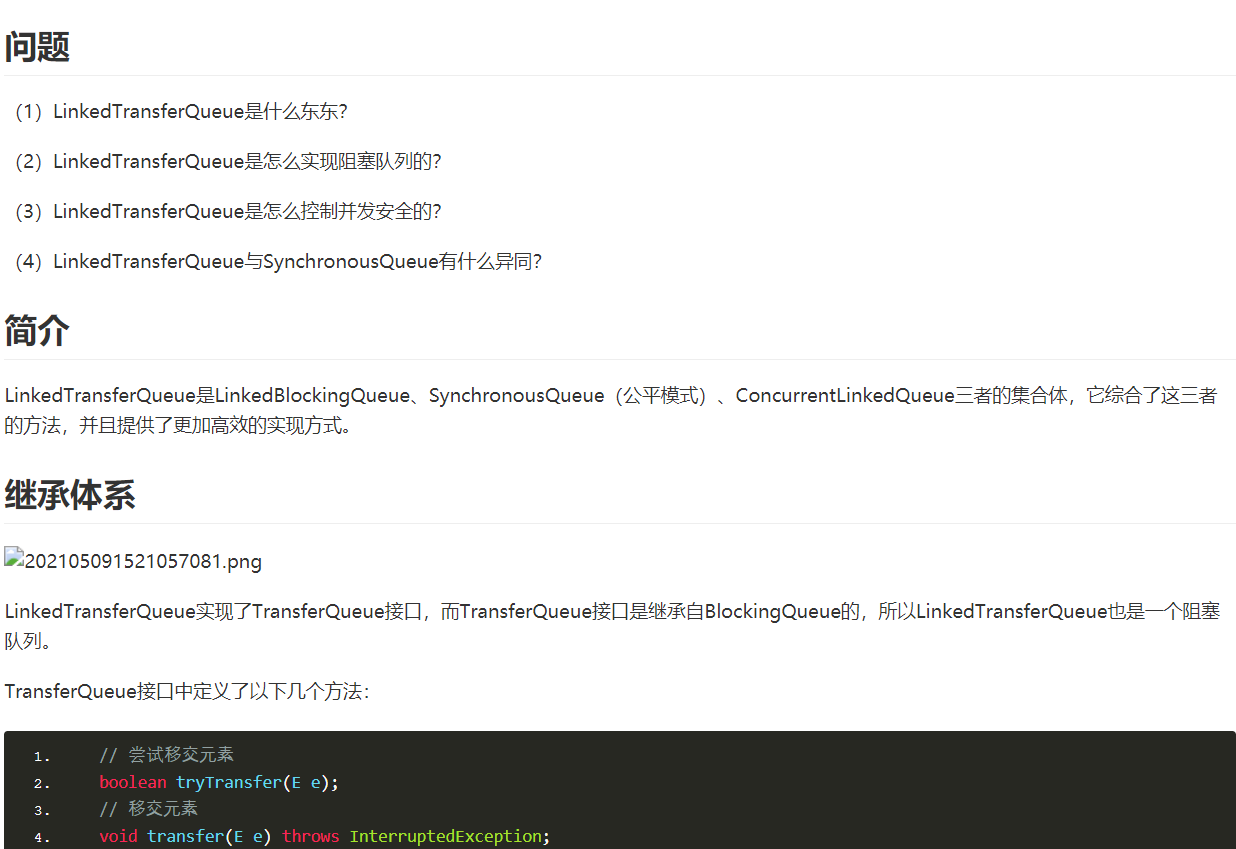 问题
（1）LinkedTransferQueue是什么东东？
（2）LinkedTransferQueue是怎么实现阻塞队列的？
（3）LinkedTransferQueue是怎么控制并发安全的？
（4）LinkedTransferQueue与SynchronousQueue有什么异同？
简介
LinkedTransferQueue是LinkedBlockingQueue、SynchronousQueue（公平模式）、ConcurrentLinkedQueue三者的集合体，它综合了这三者
的方法，并且提供了更加高效的实现方式。
继承体系
202105091521057081.png
LinkedTransferQueue实现了TransferQueue接口，而TransferQueue接口是继承自BlockingQueue的，所以LinkedTransferQueue也是一个阻塞
队列。
TransferQueue接口中定义了以下几个方法：
1. // 尝试移交元素
2. boolean tryTransfer(E e);
3. // 移交元素
4. void transfer(E e) throws InterruptedException;